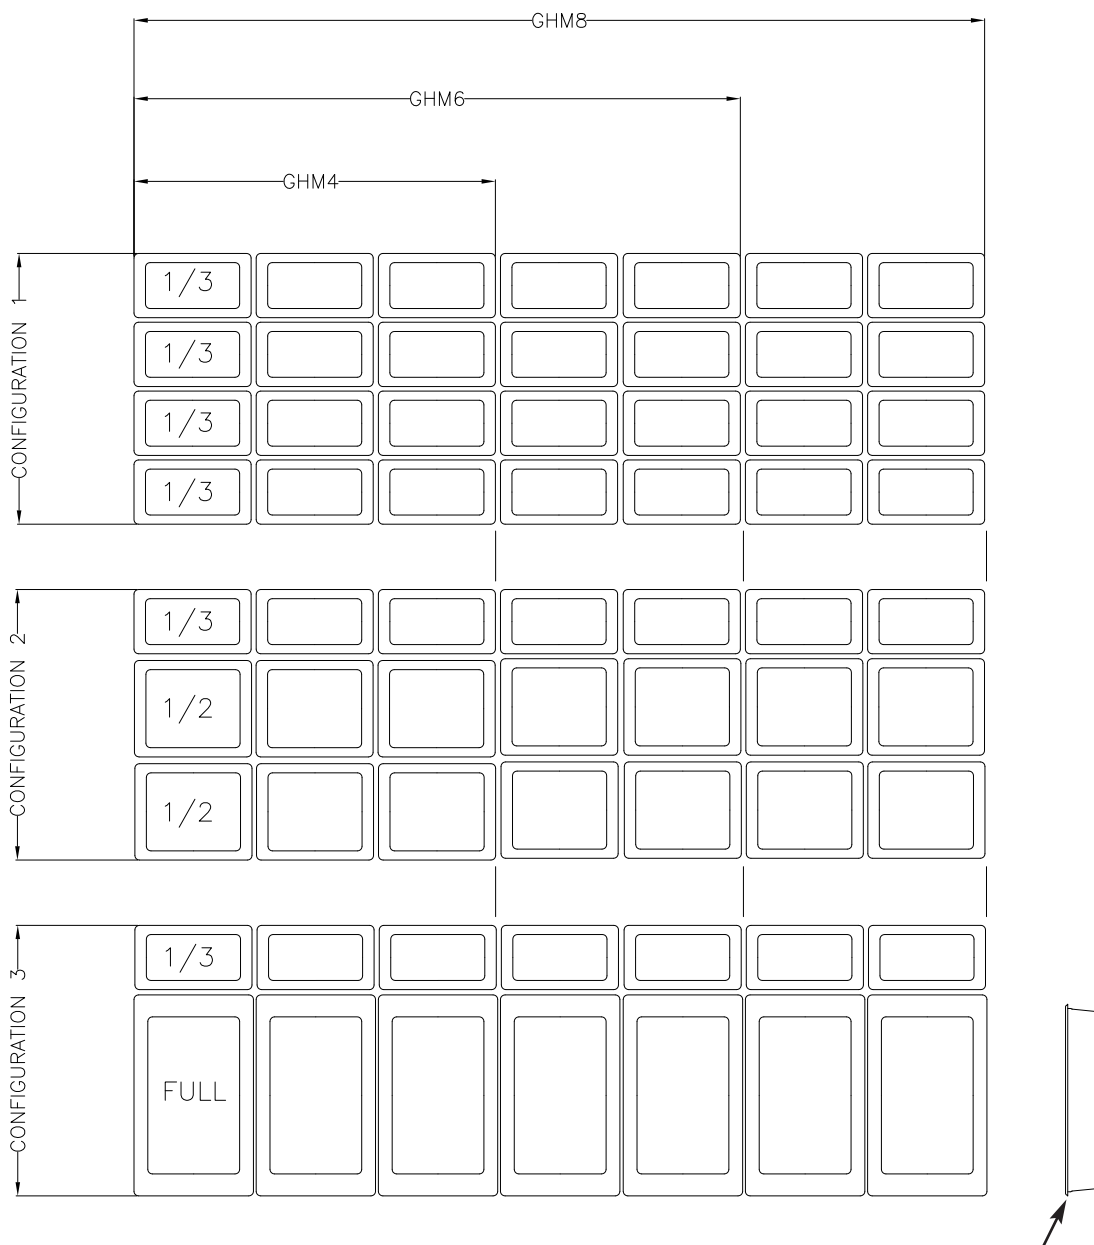 GHM8
GHM6
GHM4
CONFIGURATION 1
1/3
1/3
1/3
1/3
CONFIGURATION 2
1/3
1/2
1/2
CONFIGURATION 3
1/3
FULL